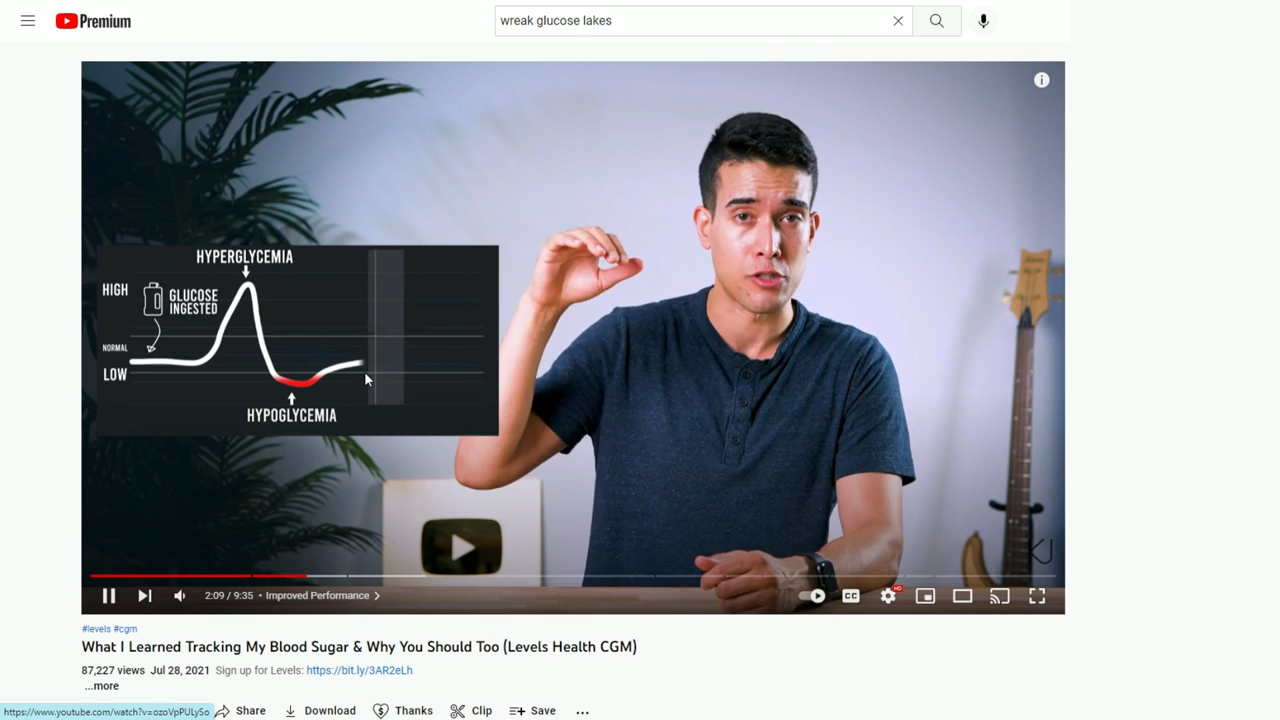 Premium
wreak glucose lakes
HYPERGLYCEMIA
HIGH
GLUCOSE
INGESTED
NORMAL
LOW
HYPOGLYCEMIA
2:09 / 9:35 • Improved Performance
CC
HD
#levels #cgm
What I Learned Tracking My Blood Sugar & Why You Should Too (Levels Health CGM)
87,227 views Jul 28, 2021 Sign up for Levels: https://bit.ly/3AR2eLh
...more
https://www.youtube.com/watch?v=ozoVpPULySo
Share Download Thanks Clip Save ...